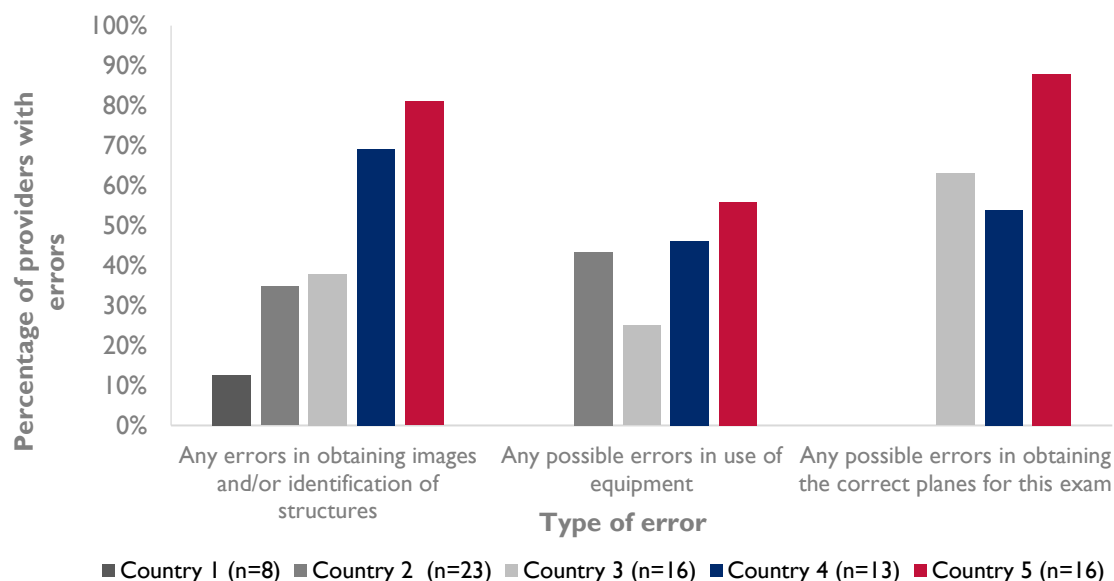 100%
90%
80%
70%
60%
50%
40%
30%
20%
10%
0%
Percentage of providers with
errors
Any errors in obtaining images
and/or identification of
structures
Any possible errors in use of
equipment
Any possible errors in obtaining
the correct planes for this exam
Type of error
Country 1 (n=8) Country 2 (n=23) Country 3 (n=16) Country 4 (n=13) Country 5 (n=16)